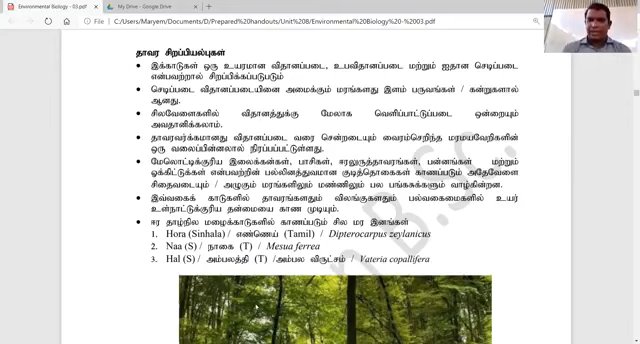 Environmental Biology - 03.pdf
My Drive - Google Drive
File
C:/Users/Maryem/Documents/D/Prepared%20handouts/Unit%208/Environmental%20Biology%20-%2003.pdf
தாவர சிறப்பியல்புகள்
• இக்காடுகள் ஒரு உயரமான விதானப்படை, உபவிதானப்படை மற்றும் ஐதான செடிப்படை
என்பவற்றால் சிறப்பிக்கப்படுபடும்
• செடிப்படை விதானப்படையினை அமைக்கும் மரங்களது இளம் பருவங்கள் / கன்றுகளால்
ஆனது.
• சிலவேளைகளில் விதானத்துக்கு மேலாக வெளிப்பாட்டுப்படை ஒன்றையும்
அவதானிக்கலாம்.
• தாவரவர்க்கமானது விதானப்படை வரை சென்றடையும் வைரம்செறிந்த மரமயவேறிகளின்
ஒரு வலைப்பின்னலால் நிரப்பப்பட்டுள்ளது.
• மேலொட்டிக்குரிய இலைக்கன்கள், பாசிகள், ஈரலுருத்தாவரங்கள், பன்னங்கள் மற்றும்
ஓக்கிட்டுக்கள் என்பவற்றின் பல்லினத்துவமான குடித்தொகைகள் காணப்படும் அதேவேளை
சிதைவடையும் / அழுகும் மரங்களிலும் மண்ணிலும் பல பங்கசுக்களும் வாழ்கின்றன.
• இவ்வகைக் காடுகளில் தாவரங்களதும் விலங்குகளதும் பல்வகைமைகளில் உயர்
உள்நாட்டுக்குரிய தன்மையை காண முடியும்.
• ஈர தாழ்நில மழைக்காடுகளில் காணப்படும் சில மர இனங்கள்
1. Hora (Sinhala) / எண்ணெய் (Tamil) / Dipterocarpus zeylanicus
2. Naa (S) / நாகை (T) / Mesua ferrea
3. Hal (S) / அம்பலத்தி (T) /அம்பல விருட்சம் / Vateria copallifera